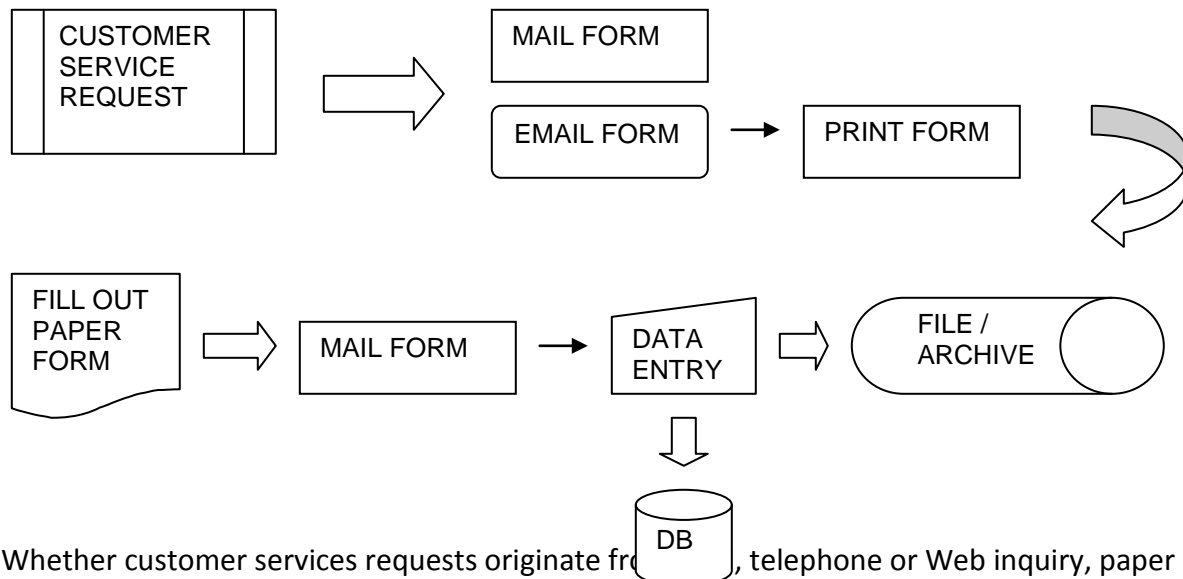 CUSTOMER
SERVICE
REQUEST
MAIL FORM
EMAIL FORM
PRINT FORM
FILL OUT
PAPER
FORM
MAIL FORM
DATA
ENTRY
FILE /
ARCHIVE
DB
Whether customer services requests originate , telephone or Web inquiry, paper